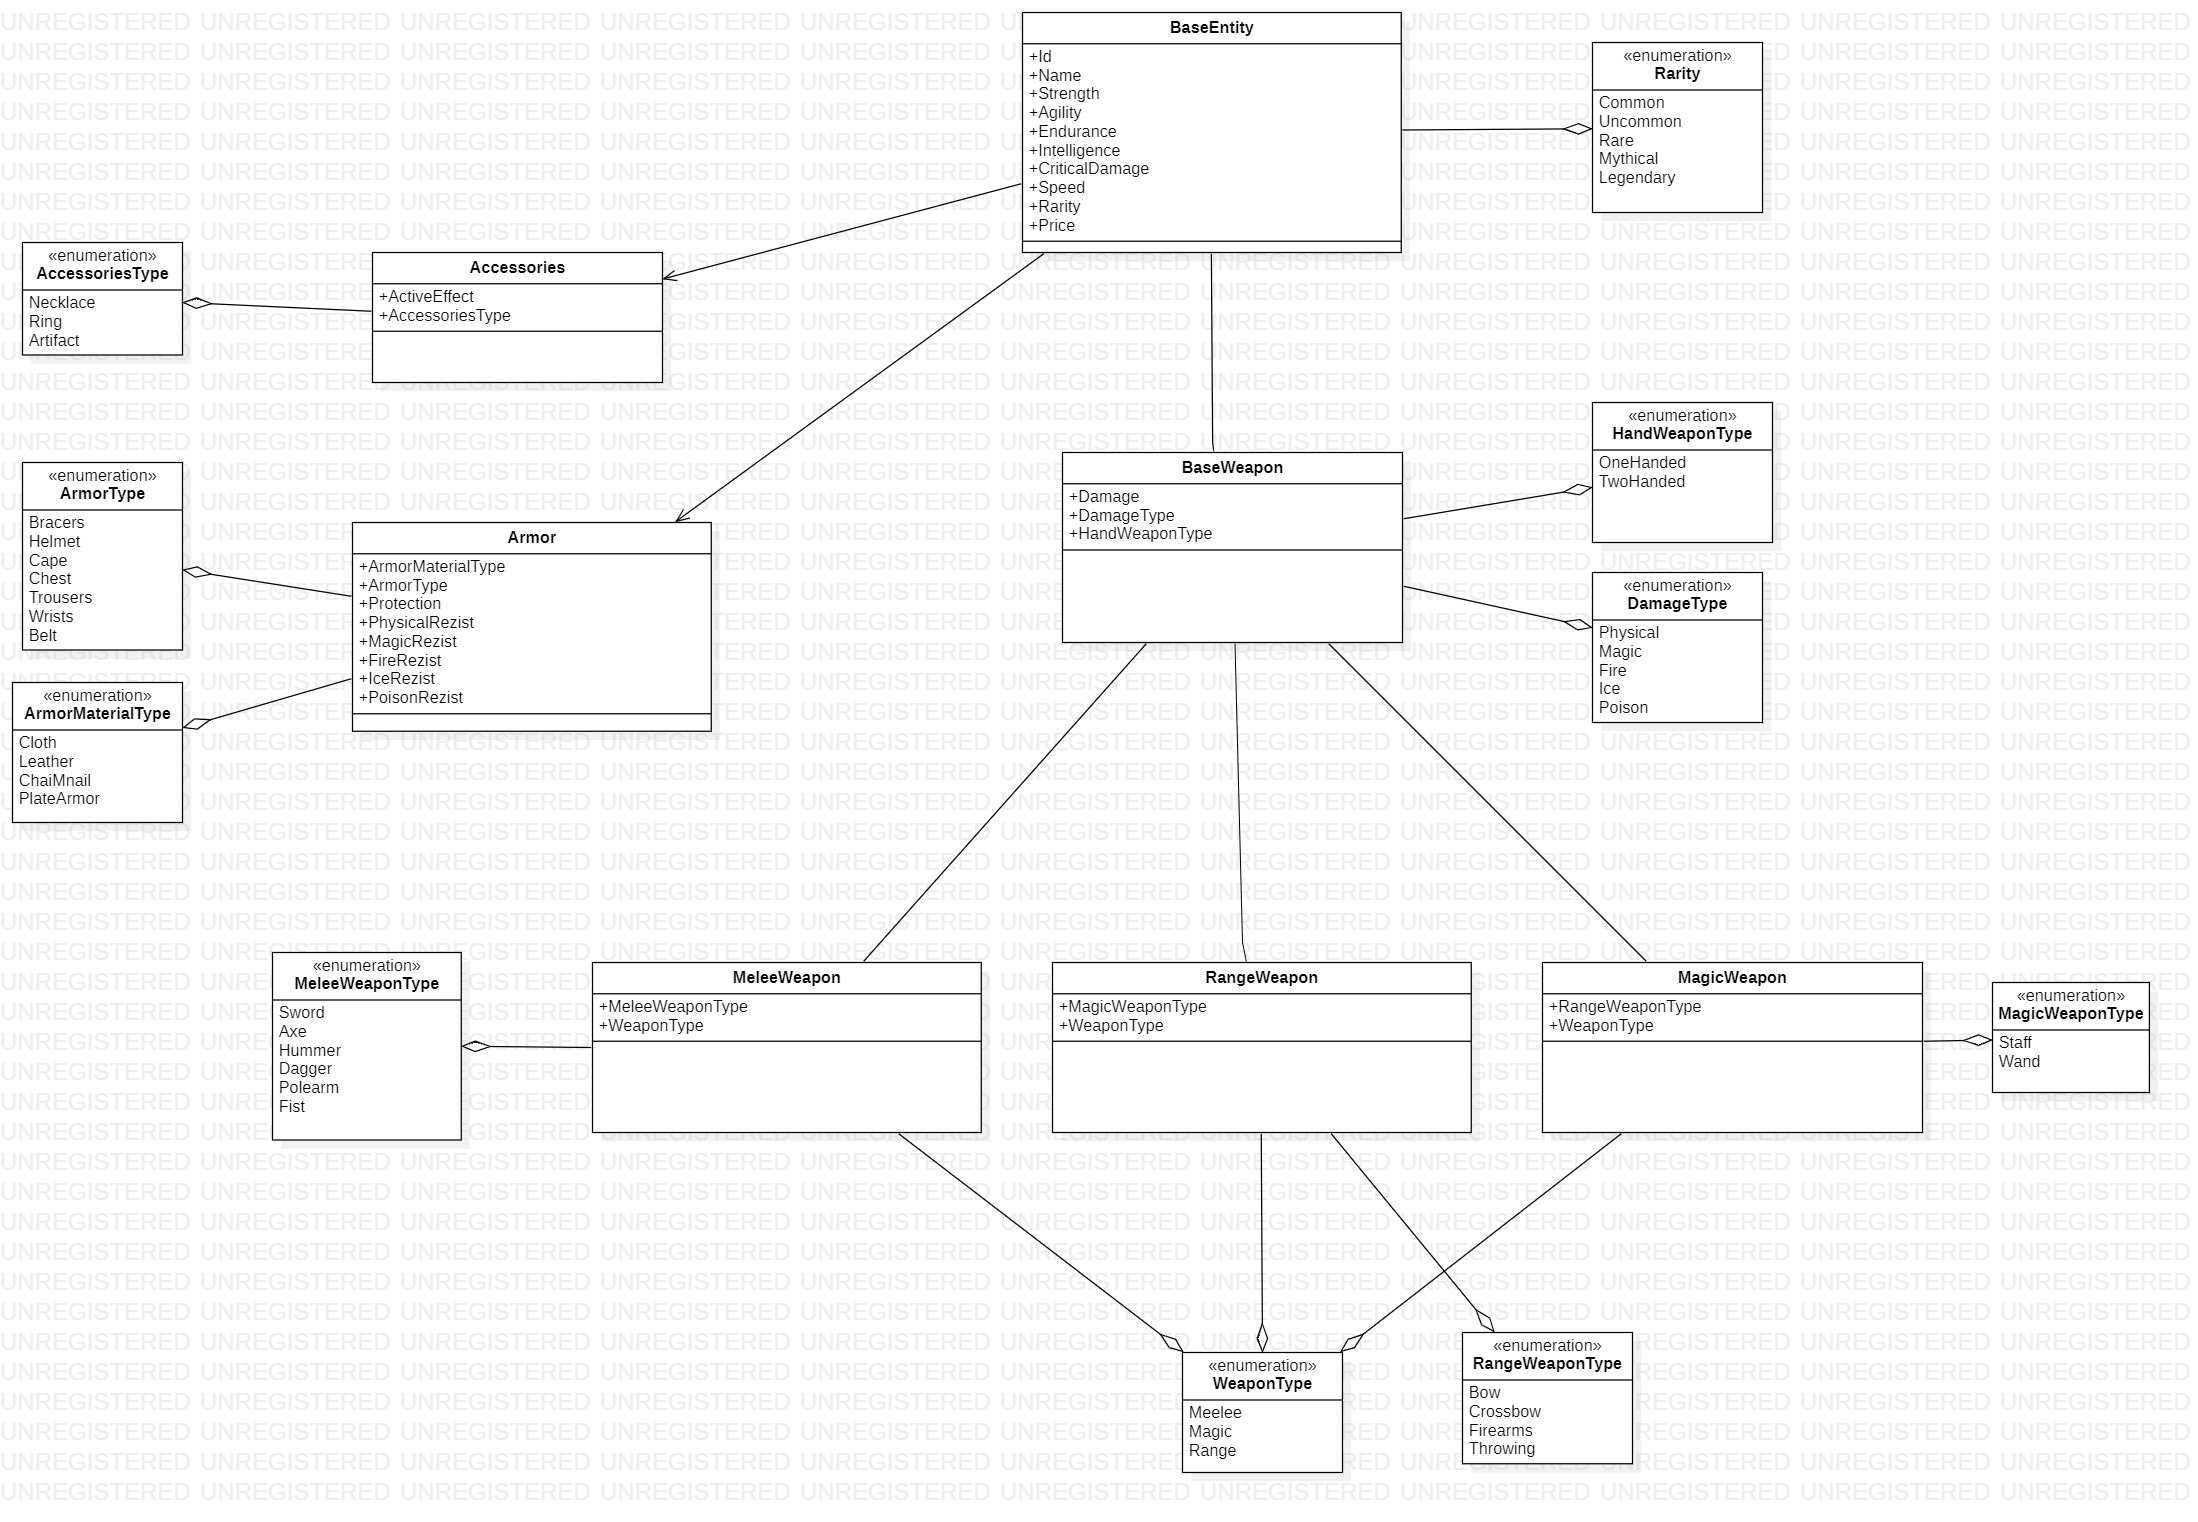 BaseEntity
+Id
+Name
+Strength
+Agility
+Endurance
+Intelligence
+CriticalDamage
+Speed
+Rarity
+Price
«enumeration»
Rarity
Common
Uncommon
Rare
Mythical
Legendary
«enumeration»
AccessoriesType
Necklace
Ring
Artifact
Accessories
+ActiveEffect
+AccessoriesType
«enumeration»
HandWeaponType
OneHanded
TwoHanded
«enumeration»
ArmorType
Bracers
Helmet
Cape
Chest
Trousers
Wrists
Belt
Armor
+ArmorMaterialType
+ArmorType
+Protection
+PhysicalRezist
+MagicRezist
+FireRezist
+IceRezist
+PoisonRezist
BaseWeapon
+Damage
+DamageType
+HandWeaponType
«enumeration»
DamageType
Physical
Magic
Fire
Ice
Poison
«enumeration»
ArmorMaterialType
Cloth
Leather
ChaiMnail
PlateArmor
«enumeration»
MeleeWeaponType
Sword
Axe
Hummer
Dagger
Polearm
Fist
MeleeWeapon
+MeleeWeaponType
+WeaponType
RangeWeapon
+MagicWeaponType
+WeaponType
MagicWeapon
+RangeWeaponType
+WeaponType
«enumeration»
MagicWeaponType
Staff
Wand
«enumeration»
WeaponType
Meelee
Magic
Range
«enumeration»
RangeWeaponType
Bow
Crossbow
Firearms
Throwing
UNREGISTERED